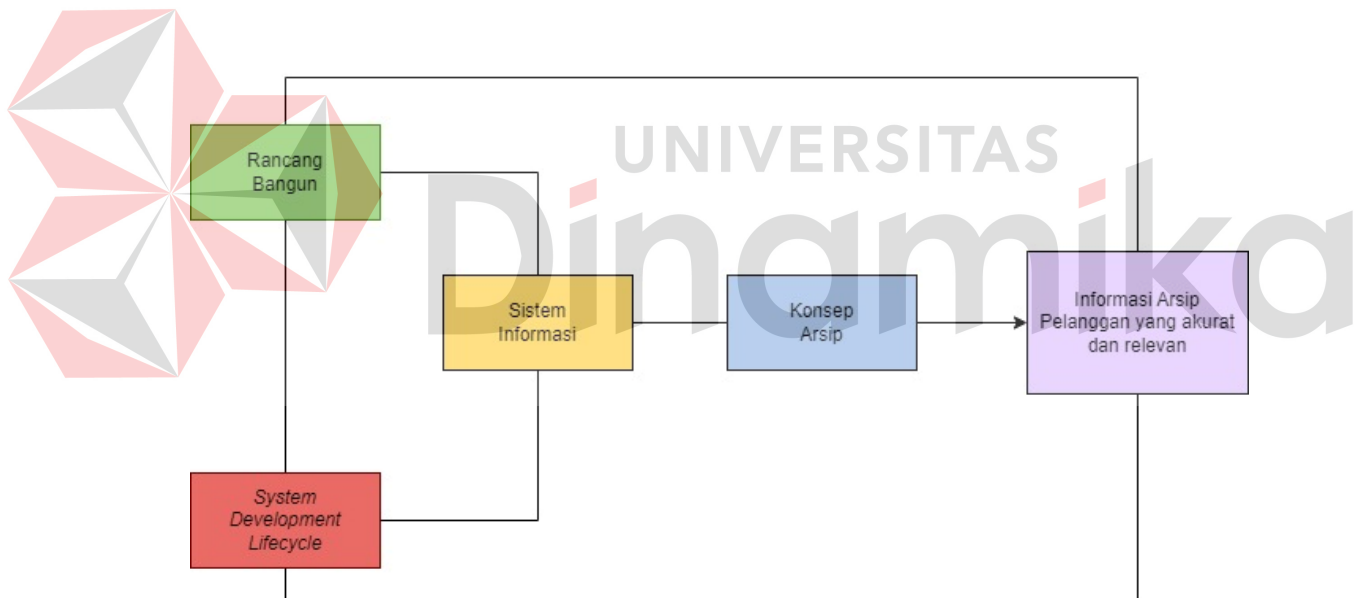 UNIVERSITAS
Dinamika
Rancang
Bangun
Sistem
Informasi
Konsep
Arsip
Informasi Arsip
Pelanggan yang akurat
dan relevan
System
Development
Lifecycle